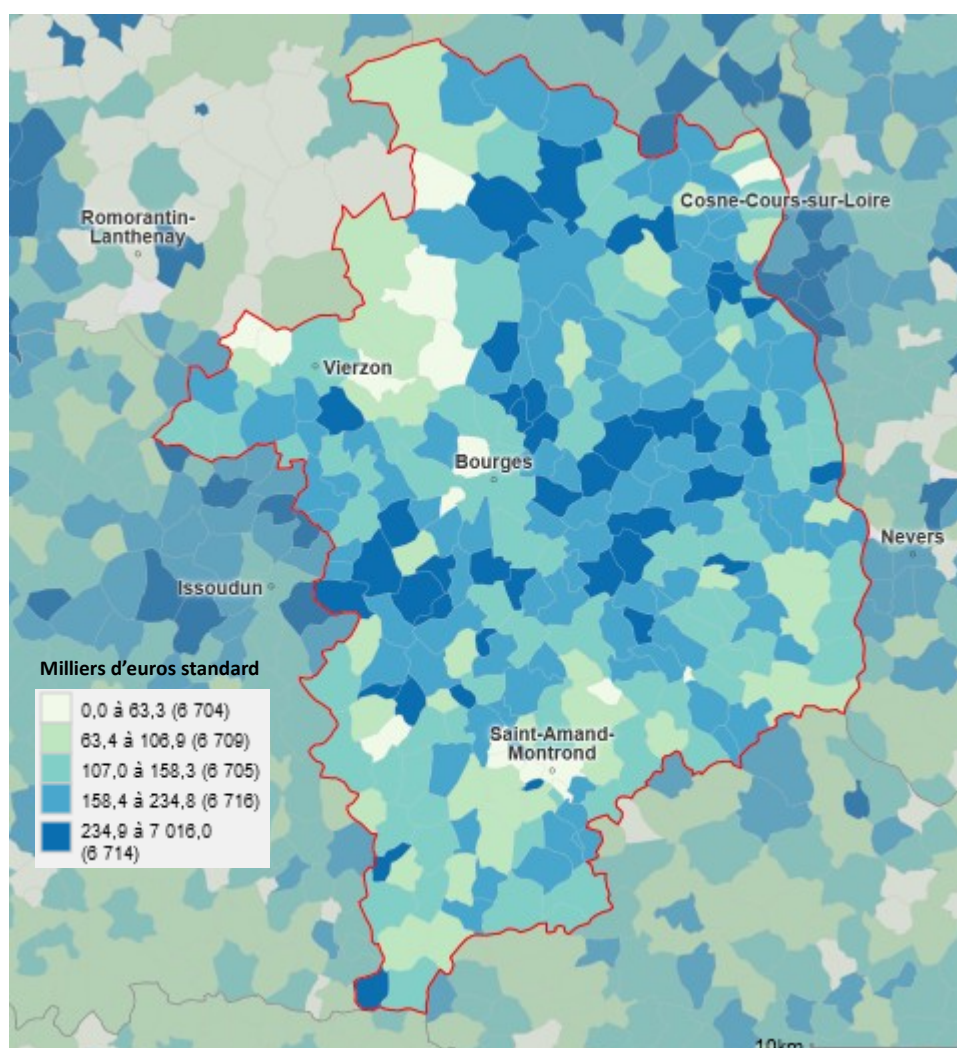 Romorantin-
Lanthenay
Cosne-Cours-sur-Loire
Vierzon
Bourges
Nevers
Issoudun
Milliers d'euros standard
0,0 à 63,3 (6 704)
63,4 à 106,9 (6 709)
107,0 à 158,3 (6 705)
158,4 à 234,8 (6 716)
234,9 à 7 016,0
(6 714)
Saint-Amand-
Montrond
10km